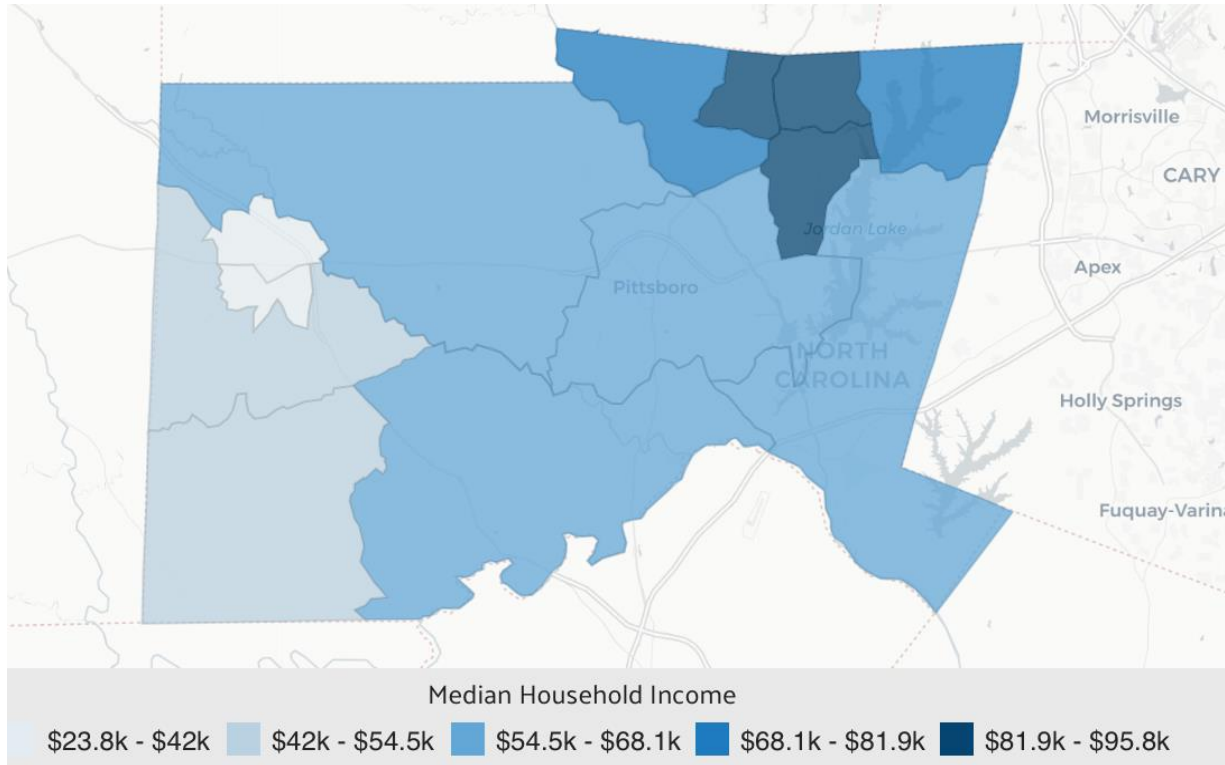 Morrisville
CARY
Jordan Lake
Apex
Pittsboro
NORTH
CAROLINA
Holly Springs
Fuquay-Varina
Median Household Income
$23.8k - $42k
$42k - $54.5k
$54.5k - $68.1k
$68.1k - $81.9k
$81.9k - $95.8k